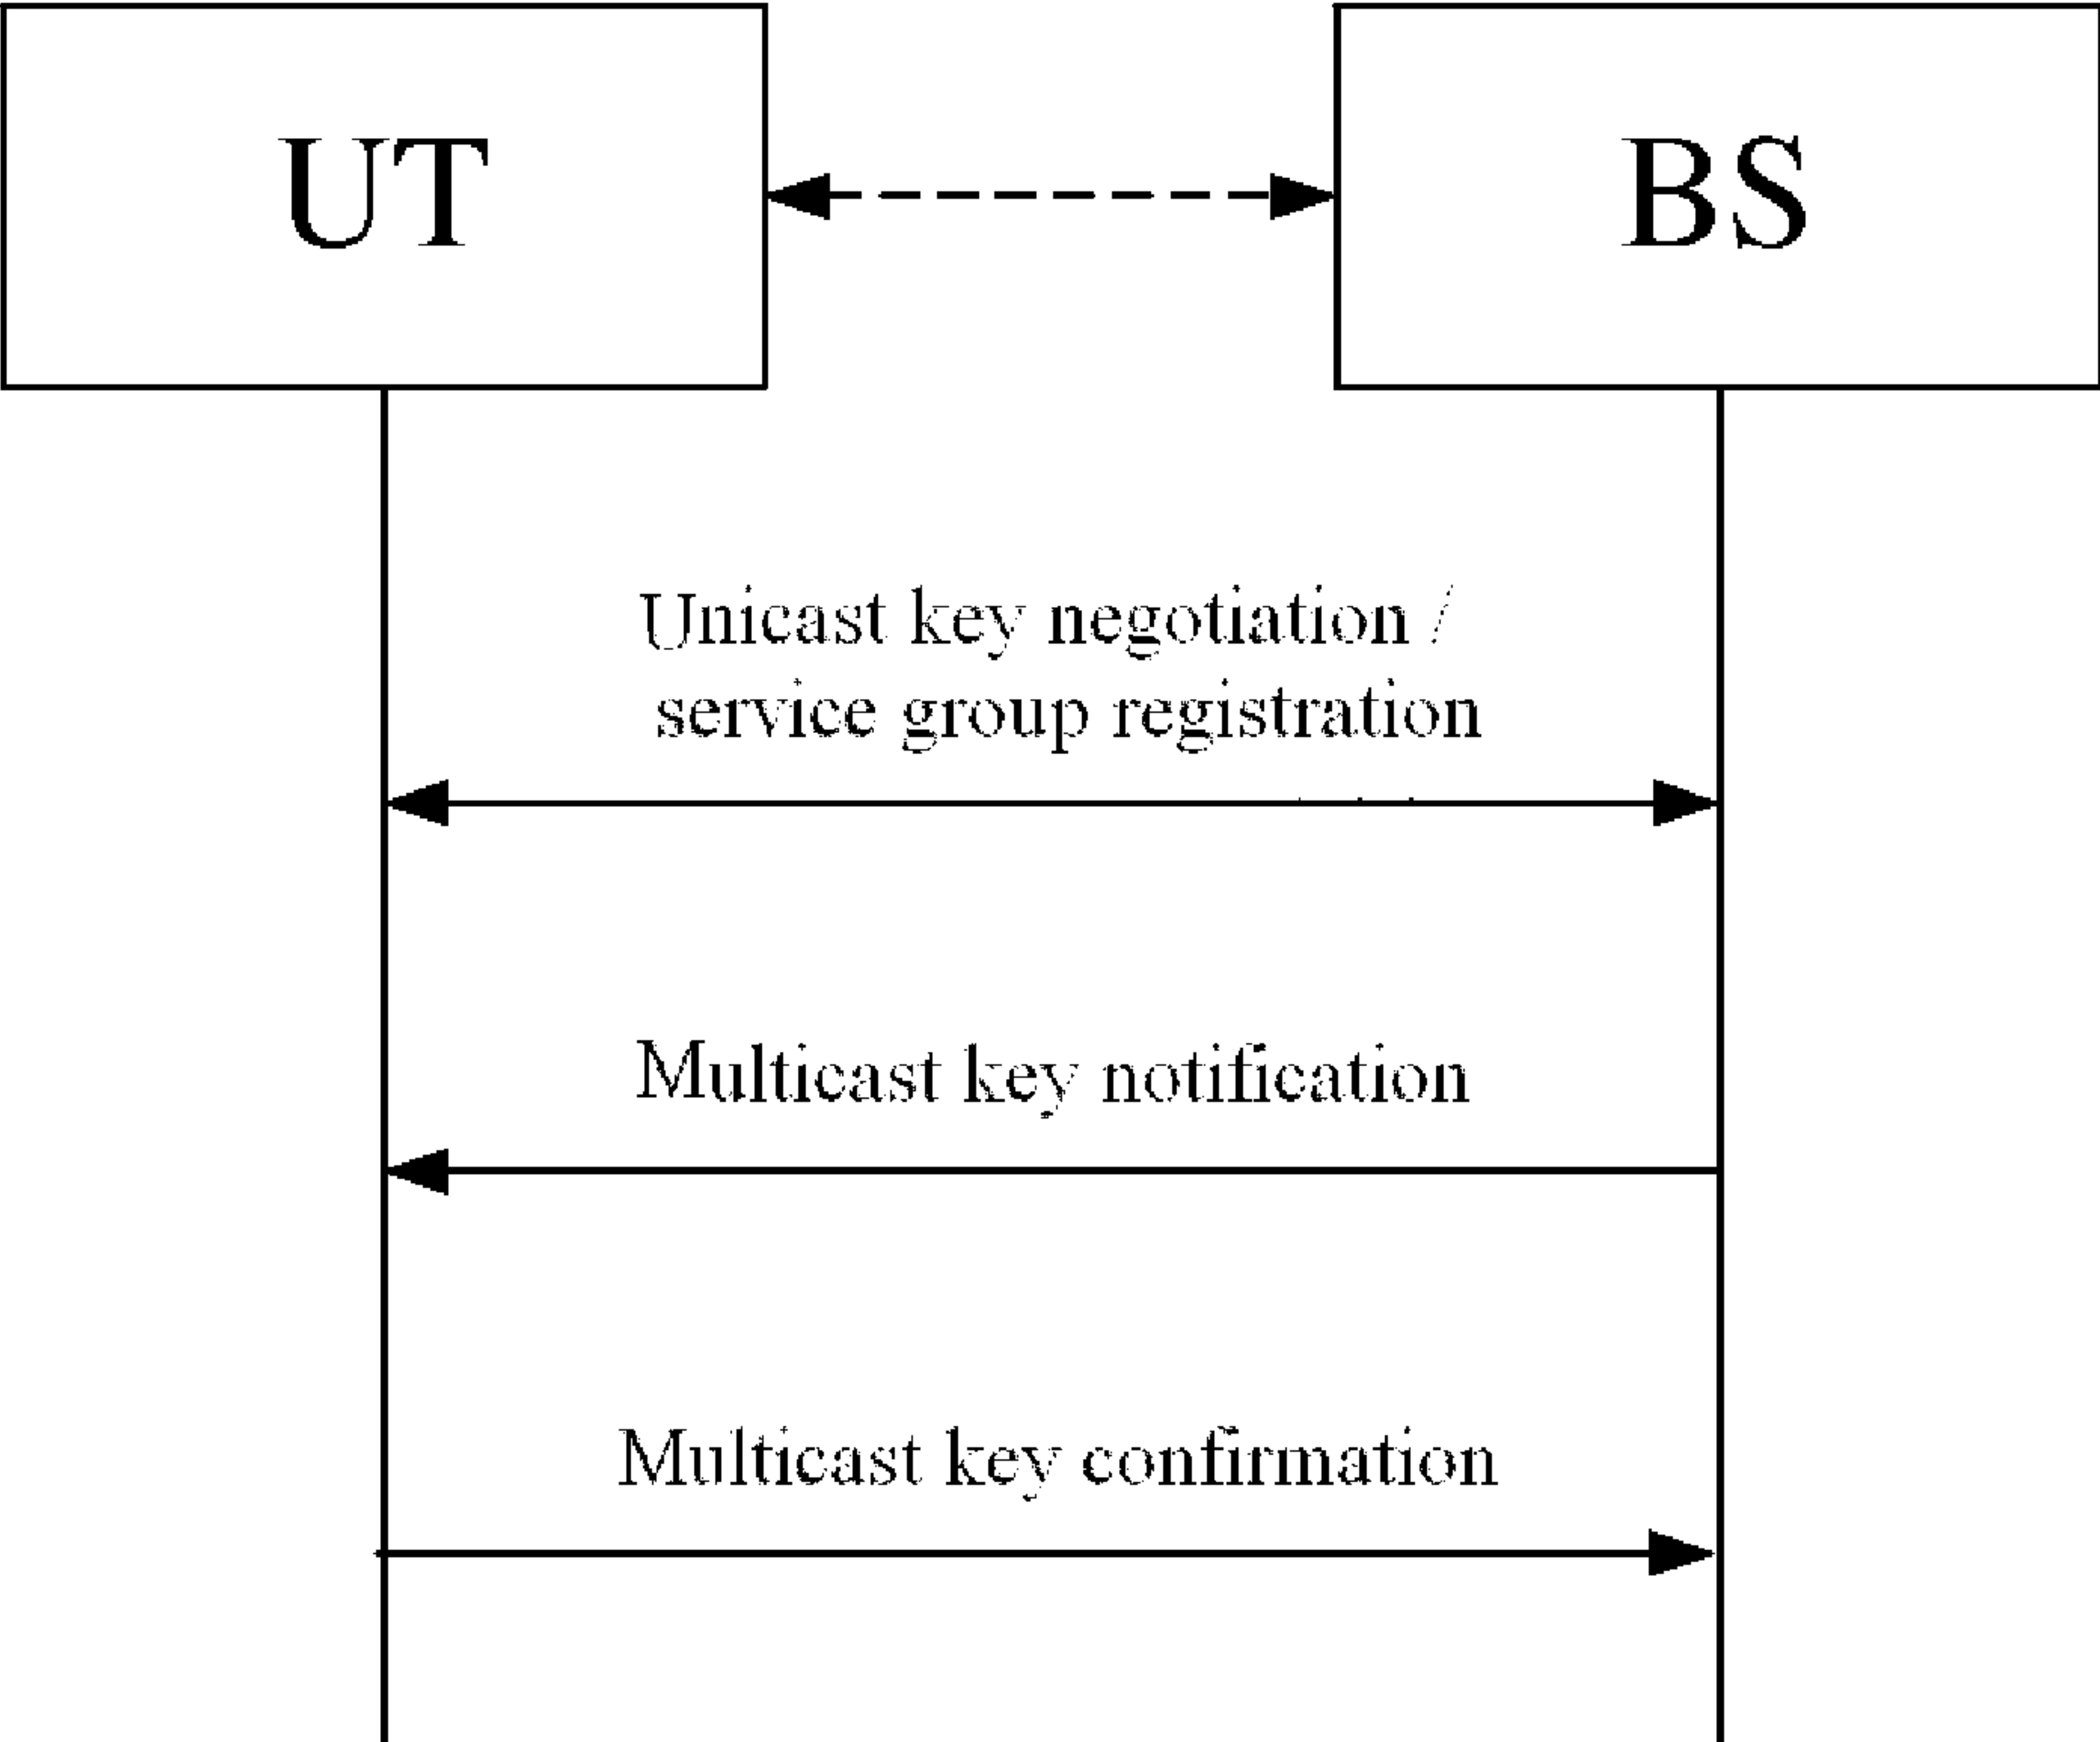 UT
BS
Unicast key negotiation /
service group registration
Multicast key notification
Multicast key confirmation